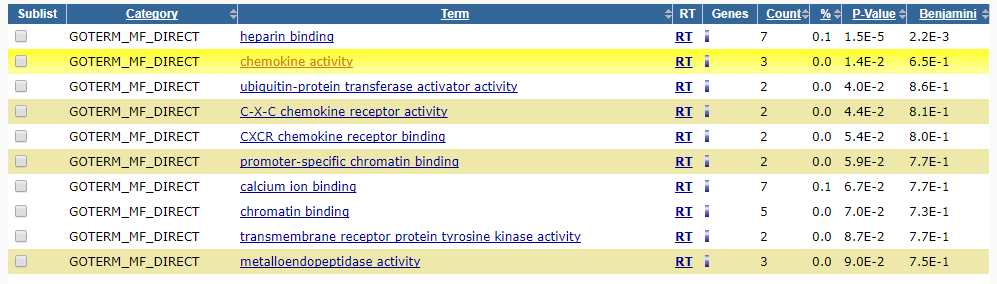 Sublist Category Term RT Genes Count % P-Value Benjamini
GOTERM_MF_DIRECT heparin binding RT 7 0.1 1.5E-5 2.2E-3
GOTERM_MF_DIRECT chemokine activity RT 3 0.0 1.4E-2 6.5E-1
GOTERM_MF_DIRECT ubiquitin-protein transferase activator activity RT 2 0.0 4.0E-2 8.6E-1
GOTERM_MF_DIRECT C-X-C chemokine receptor activity RT 2 0.0 4.4E-2 8.1E-1
GOTERM_MF_DIRECT CXCR chemokine receptor binding RT 2 0.0 5.4E-2 8.0E-1
GOTERM_MF_DIRECT promoter-specific chromatin binding RT 2 0.0 5.9E-2 7.7E-1
GOTERM_MF_DIRECT calcium ion binding RT 7 0.1 6.7E-2 7.7E-1
GOTERM_MF_DIRECT chromatin binding RT 5 0.0 7.0E-2 7.3E-1
GOTERM_MF_DIRECT transmembrane receptor protein tyrosine kinase activity RT 2 0.0 8.7E-2 7.7E-1
GOTERM_MF_DIRECT metalloendopeptidase activity RT 3 0.0 9.0E-2 7.5E-1